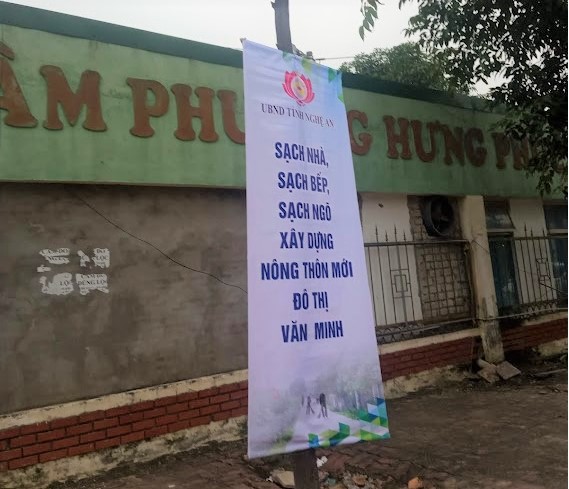 ÂM PHƯ G HƯNG PH
UBND TỈNH NGHỆ AN
SẠCH NHÀ,
SẠCH BẾP,
SẠCH NGÕ
XÂY DỰNG
NÔNG THÔN MỚI
ĐÔ THỊ
VĂN MINH